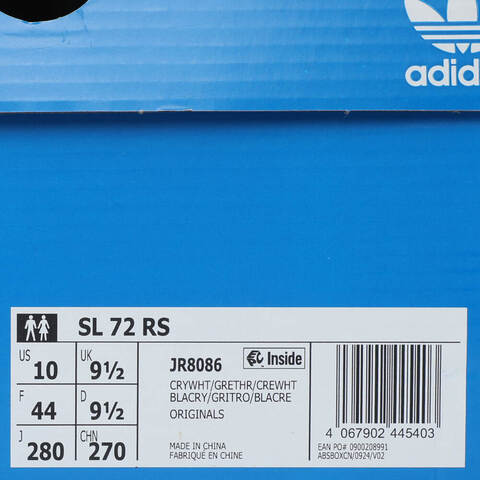 adidas
SL 72 RS
US UK
10 9½
F D
44 9½
J CHN
280 270
JR8086 Inside
CRYWHT/GRETHR/CREWHT
BLACRY/GRITRO/BLACRE
ORIGINALS
MADE IN CHINA
FABRIQUÉ EN CHINE
4 067902 445403
EAN PO# 0900208991
ABSBOXCN/0924/V02